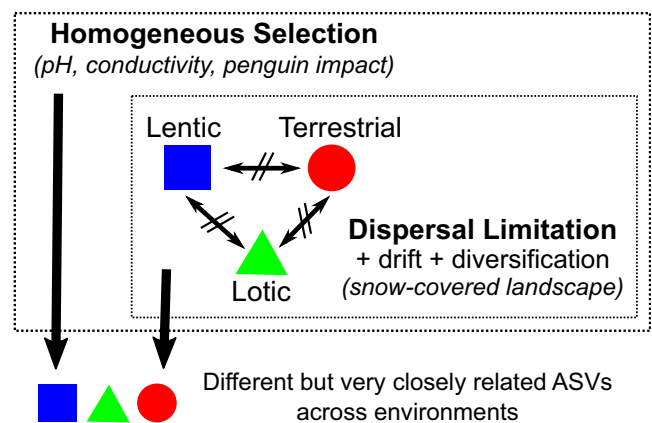 Homogeneous Selection
(pH, conductivity, penguin impact)
Lentic Terrestrial
Dispersal Limitation
+ drift + diversification
(snow-covered landscape)
Lotic
Different but very closely related ASVs
across environments